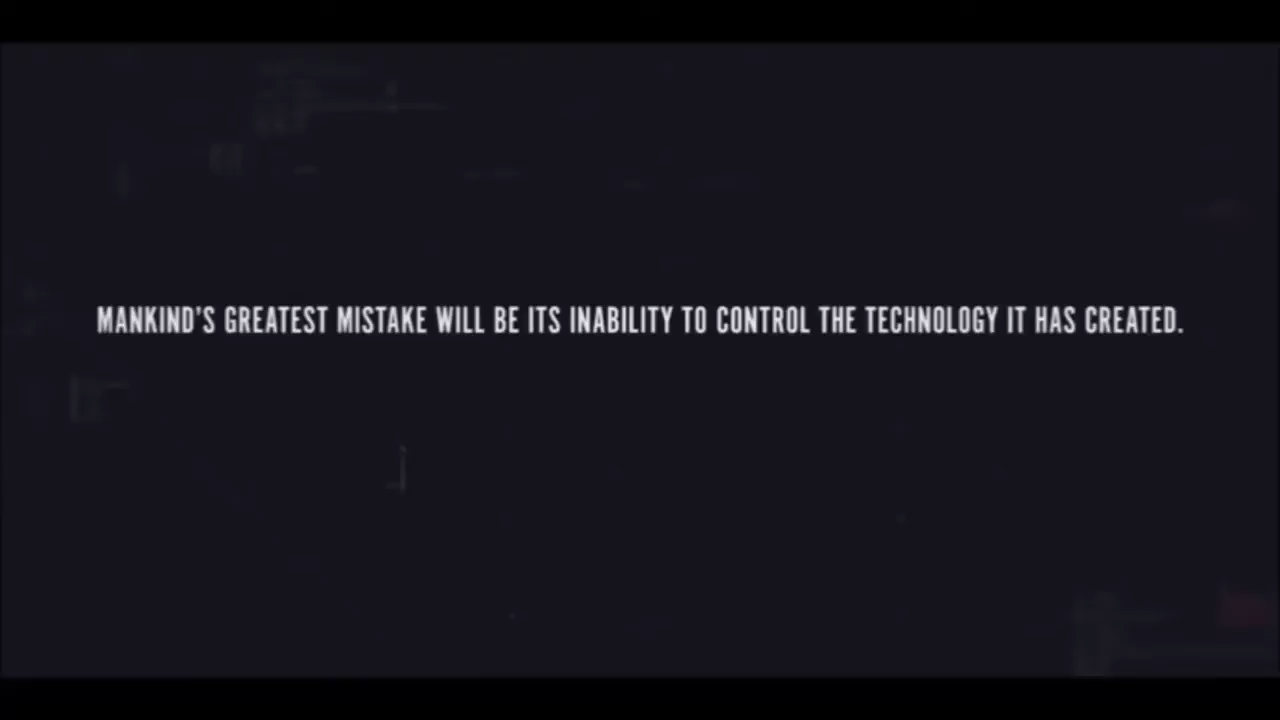 MANKIND'S GREATEST MISTAKE WILL BE ITS INABILITY TO CONTROL THE TECHNOLOGY IT HAS CREATED.